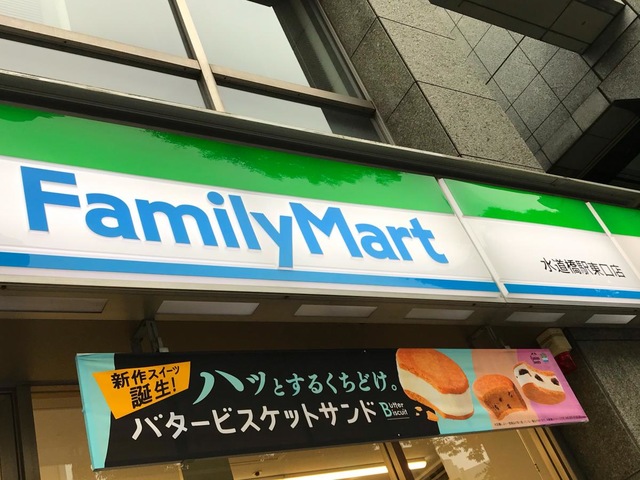 FamilyMart
水道橋駅東口店
新作スイーツ
誕生!
ハッとするくちどけ。
バタービスケットサンド
Butter
Biscuit